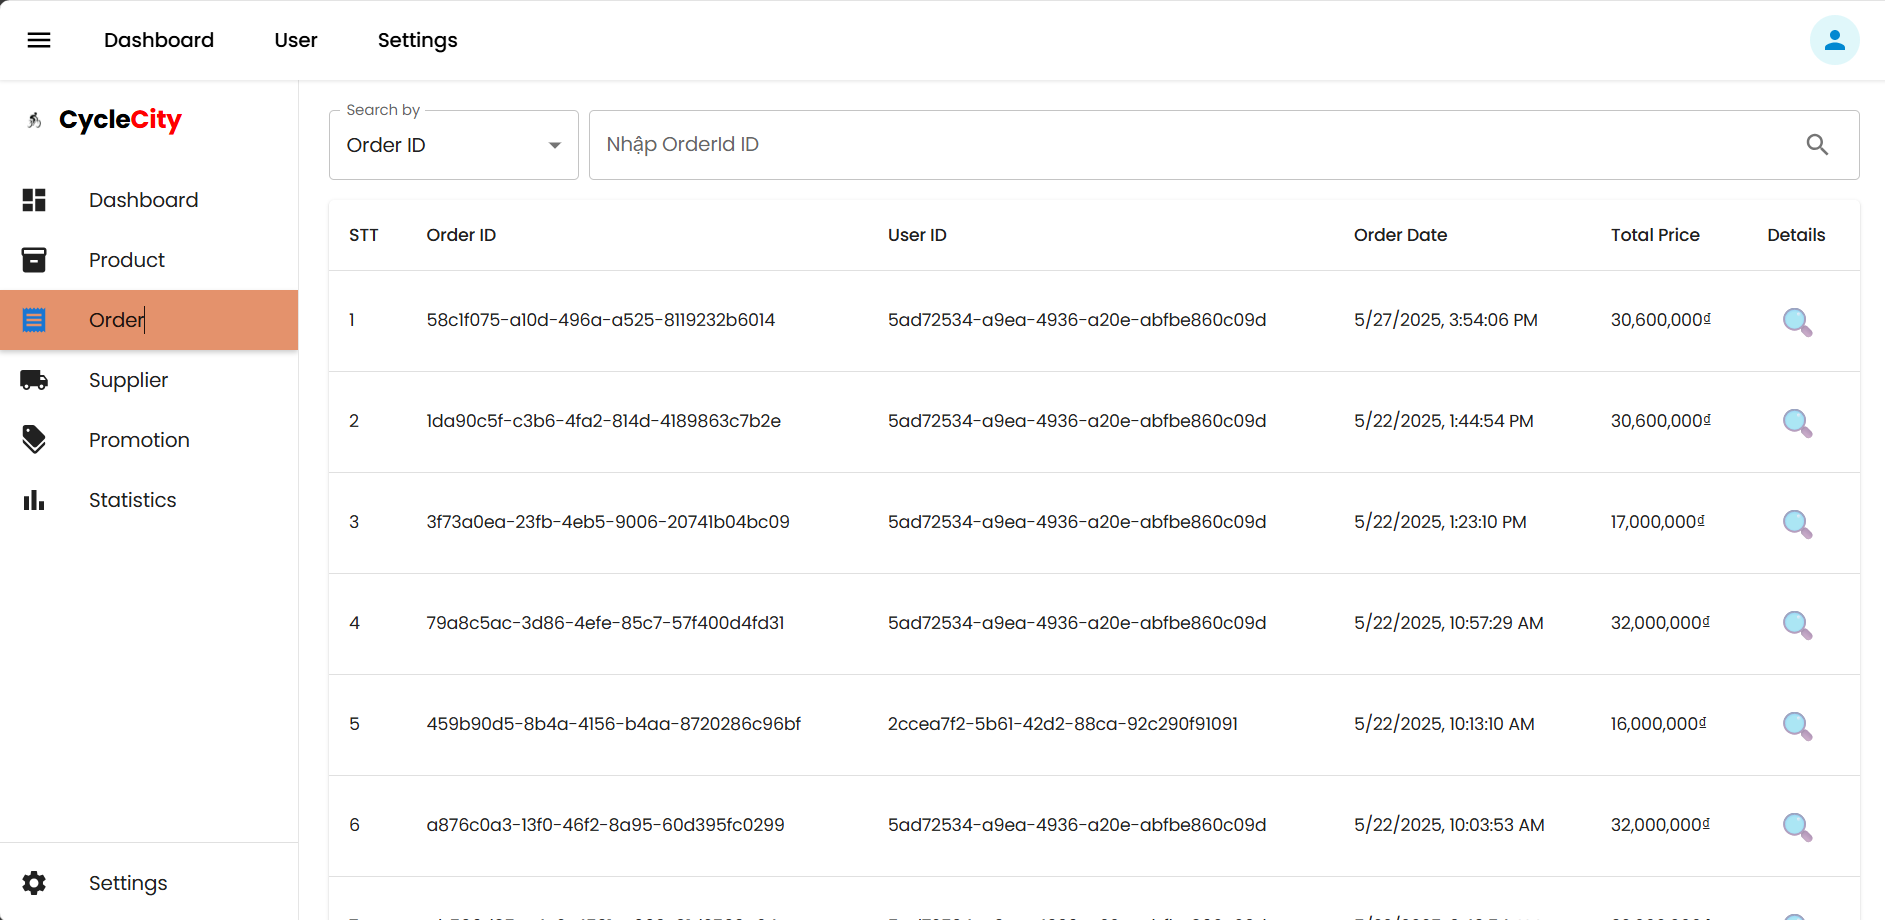 Dashboard User Settings
CycleCity
Dashboard
Product
Order
Supplier
Promotion
Statistics
Settings
Search by
Order ID
Nhập OrderId ID
STT Order ID User ID Order Date Total Price Details
1 58c1f075-a10d-496a-a525-8119232b6014 5ad72534-a9ea-4936-a20e-abfbe860c09d 5/27/2025, 3:54:06 PM 30,600,000₫
2 1da90c5f-c3b6-4fa2-814d-4189863c7b2e 5ad72534-a9ea-4936-a20e-abfbe860c09d 5/22/2025, 1:44:54 PM 30,600,000₫
3 3f73a0ea-23fb-4eb5-9006-20741b04bc09 5ad72534-a9ea-4936-a20e-abfbe860c09d 5/22/2025, 1:23:10 PM 17,000,000₫
4 79a8c5ac-3d86-4efe-85c7-57f400d4fd31 5ad72534-a9ea-4936-a20e-abfbe860c09d 5/22/2025, 10:57:29 AM 32,000,000₫
5 459b90d5-8b4a-4156-b4aa-8720286c96bf 2ccea7f2-5b61-42d2-88ca-92c290f91091 5/22/2025, 10:13:10 AM 16,000,000₫
6 a876c0a3-13f0-46f2-8a95-60d395fc0299 5ad72534-a9ea-4936-a20e-abfbe860c09d 5/22/2025, 10:03:53 AM 32,000,000₫